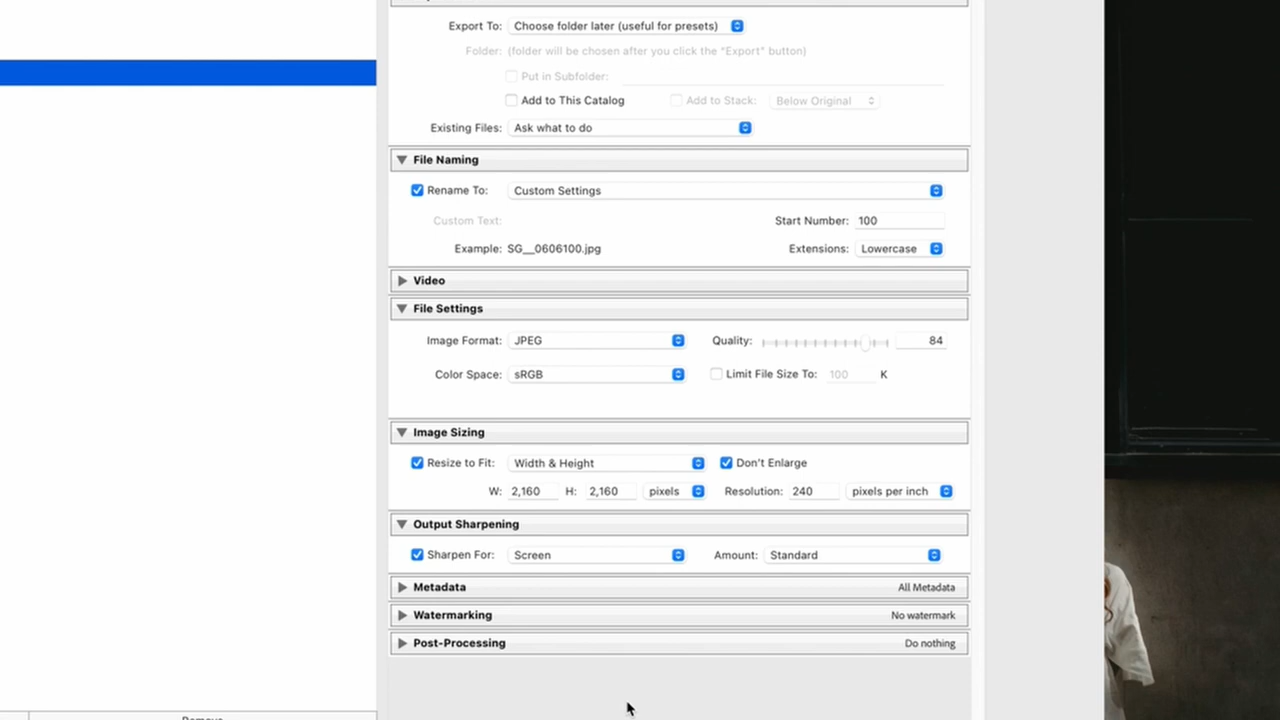 Export To: Choose folder later (useful for presets)
Folder: (folder will be chosen after you click the "Export" button)
Put in Subfolder:
Add to This Catalog Add to Stack: Below Original
Existing Files: Ask what to do
File Naming
Rename To: Custom Settings
Custom Text: Start Number: 100
Example: SG__0606100.jpg Extensions: Lowercase
Video
File Settings
Image Format: JPEG Quality: 84
Color Space: sRGB Limit File Size To: 100 K
Image Sizing
Resize to Fit: Width & Height Don't Enlarge
W: 2,160 H: 2,160 pixels Resolution: 240 pixels per inch
Output Sharpening
Sharpen For: Screen Amount: Standard
Metadata All Metadata
Watermarking No watermark
Post-Processing Do nothing